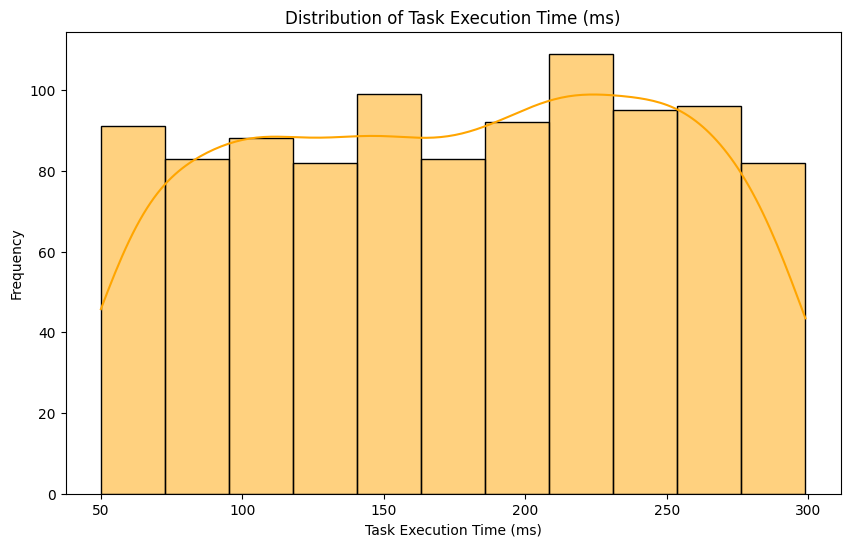 Distribution of Task Execution Time (ms)
Frequency
100
80
60
40
20
0
50 100 150 200 250 300
Task Execution Time (ms)